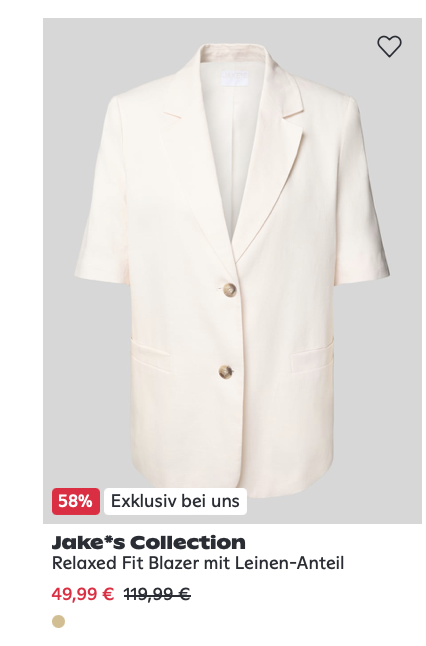 58% Exklusiv bei uns
Jake*s Collection
Relaxed Fit Blazer mit Leinen-Anteil
49,99 € 119,99 €